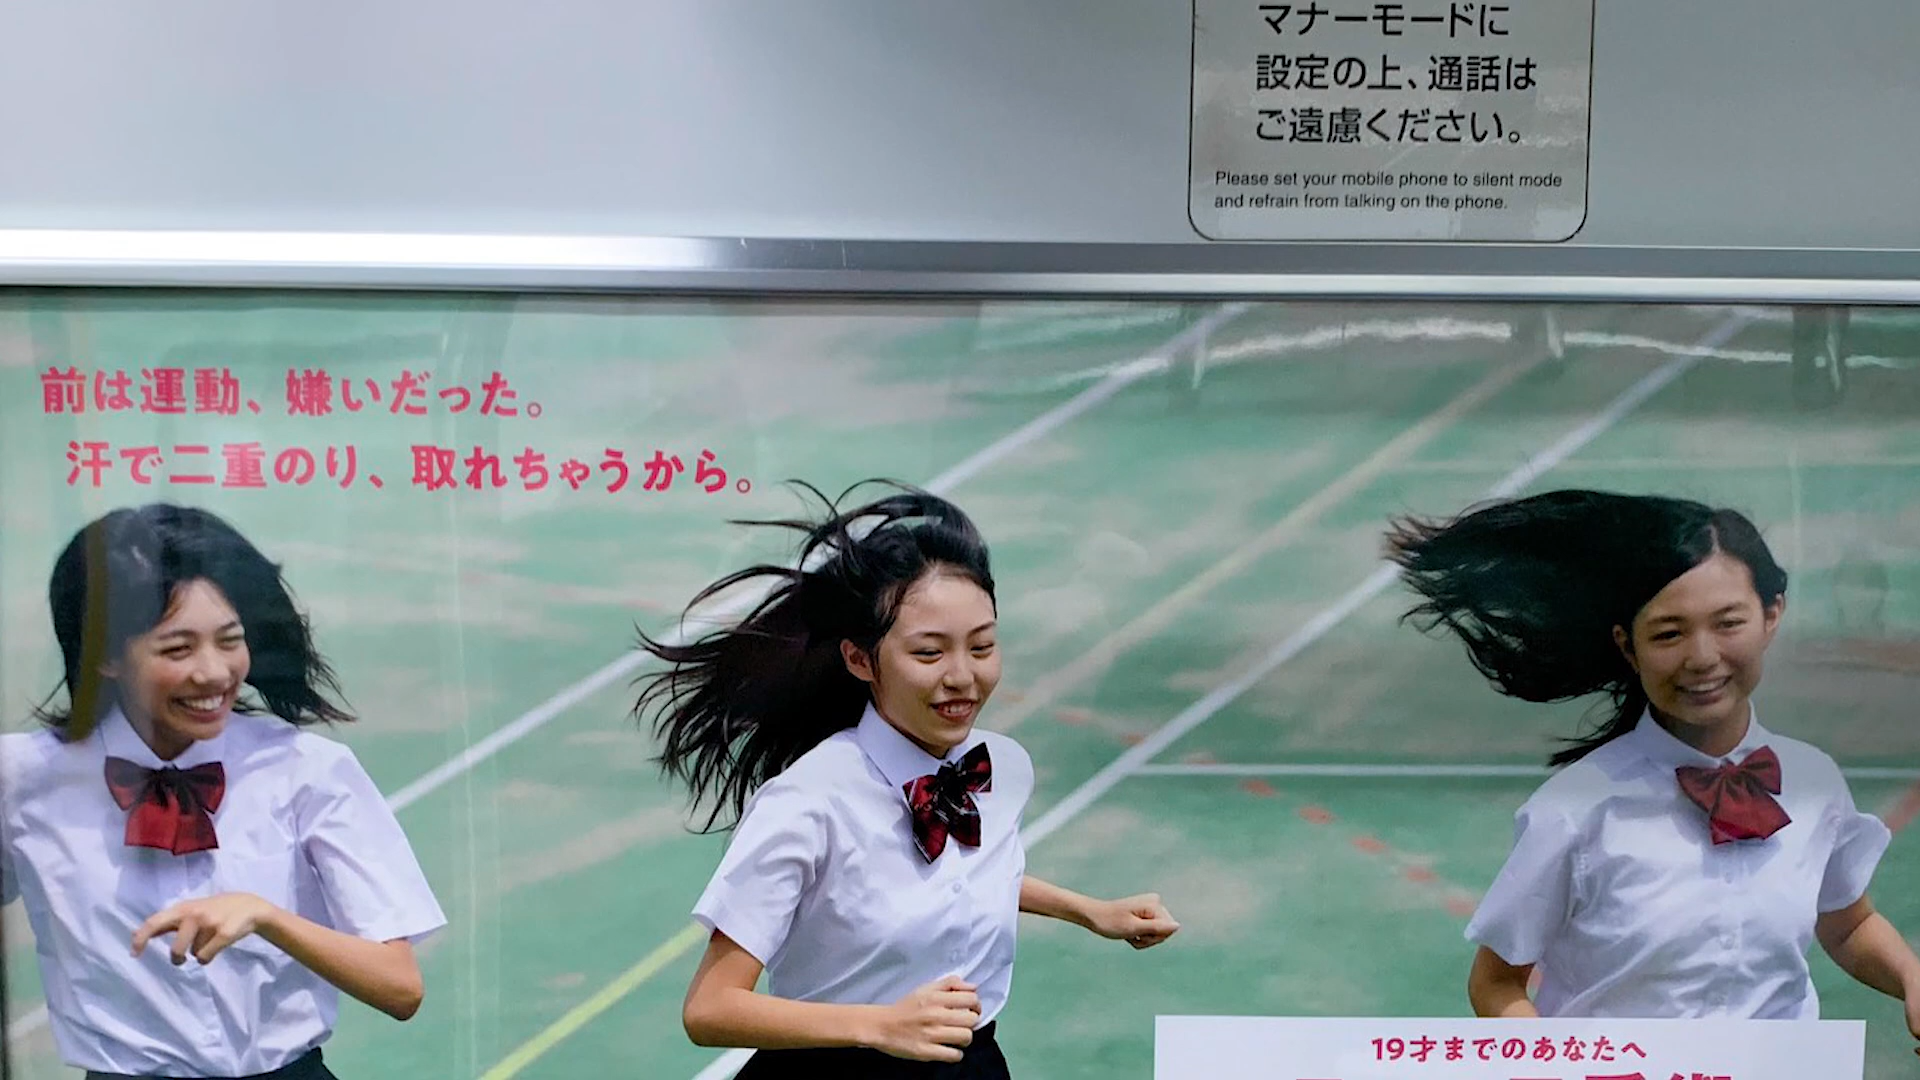 マナーモードに
設定の上、通話は
ご遠慮ください。
Please set your mobile phone to silent mode
and refrain from talking on the phone.
前は運動、嫌いだった。
汗で二重のり、取れちゃうから。
19才までのあなたへ